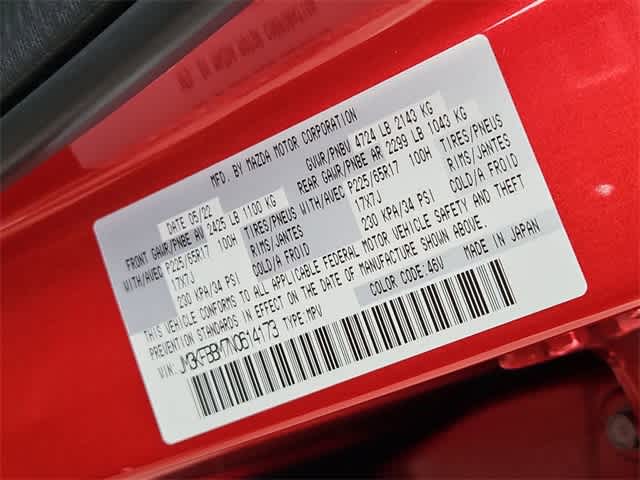 MFD. BY MAZDA MOTOR CORPORATION
DATE 05/22 GVWR/PNBV 4724 LB 2143 KG
FRONT GAWR/PNBE AV 2425 LB 1100 KG REAR GAWR/PNBE AR 2299 LB 1043 KG
WITH/AVEC P225/65R17 100H TIRES/PNEUS WITH/AVEC P225/65R17 100H TIRES/PNEUS
17X7J RIMS/JANTES 17X7J RIMS/JANTES
230 KPA/34 PSI COLD/A FROID 230 KPA/34 PSI COLD/A FROID
THIS VEHICLE CONFORMS TO ALL APPLICABLE FEDERAL MOTOR VEHICLE SAFETY AND THEFT
PREVENTION STANDARDS IN EFFECT ON THE DATE OF MANUFACTURE SHOWN ABOVE.
VIN: TYPE:MPV COLOR CODE:46V MADE IN JAPAN